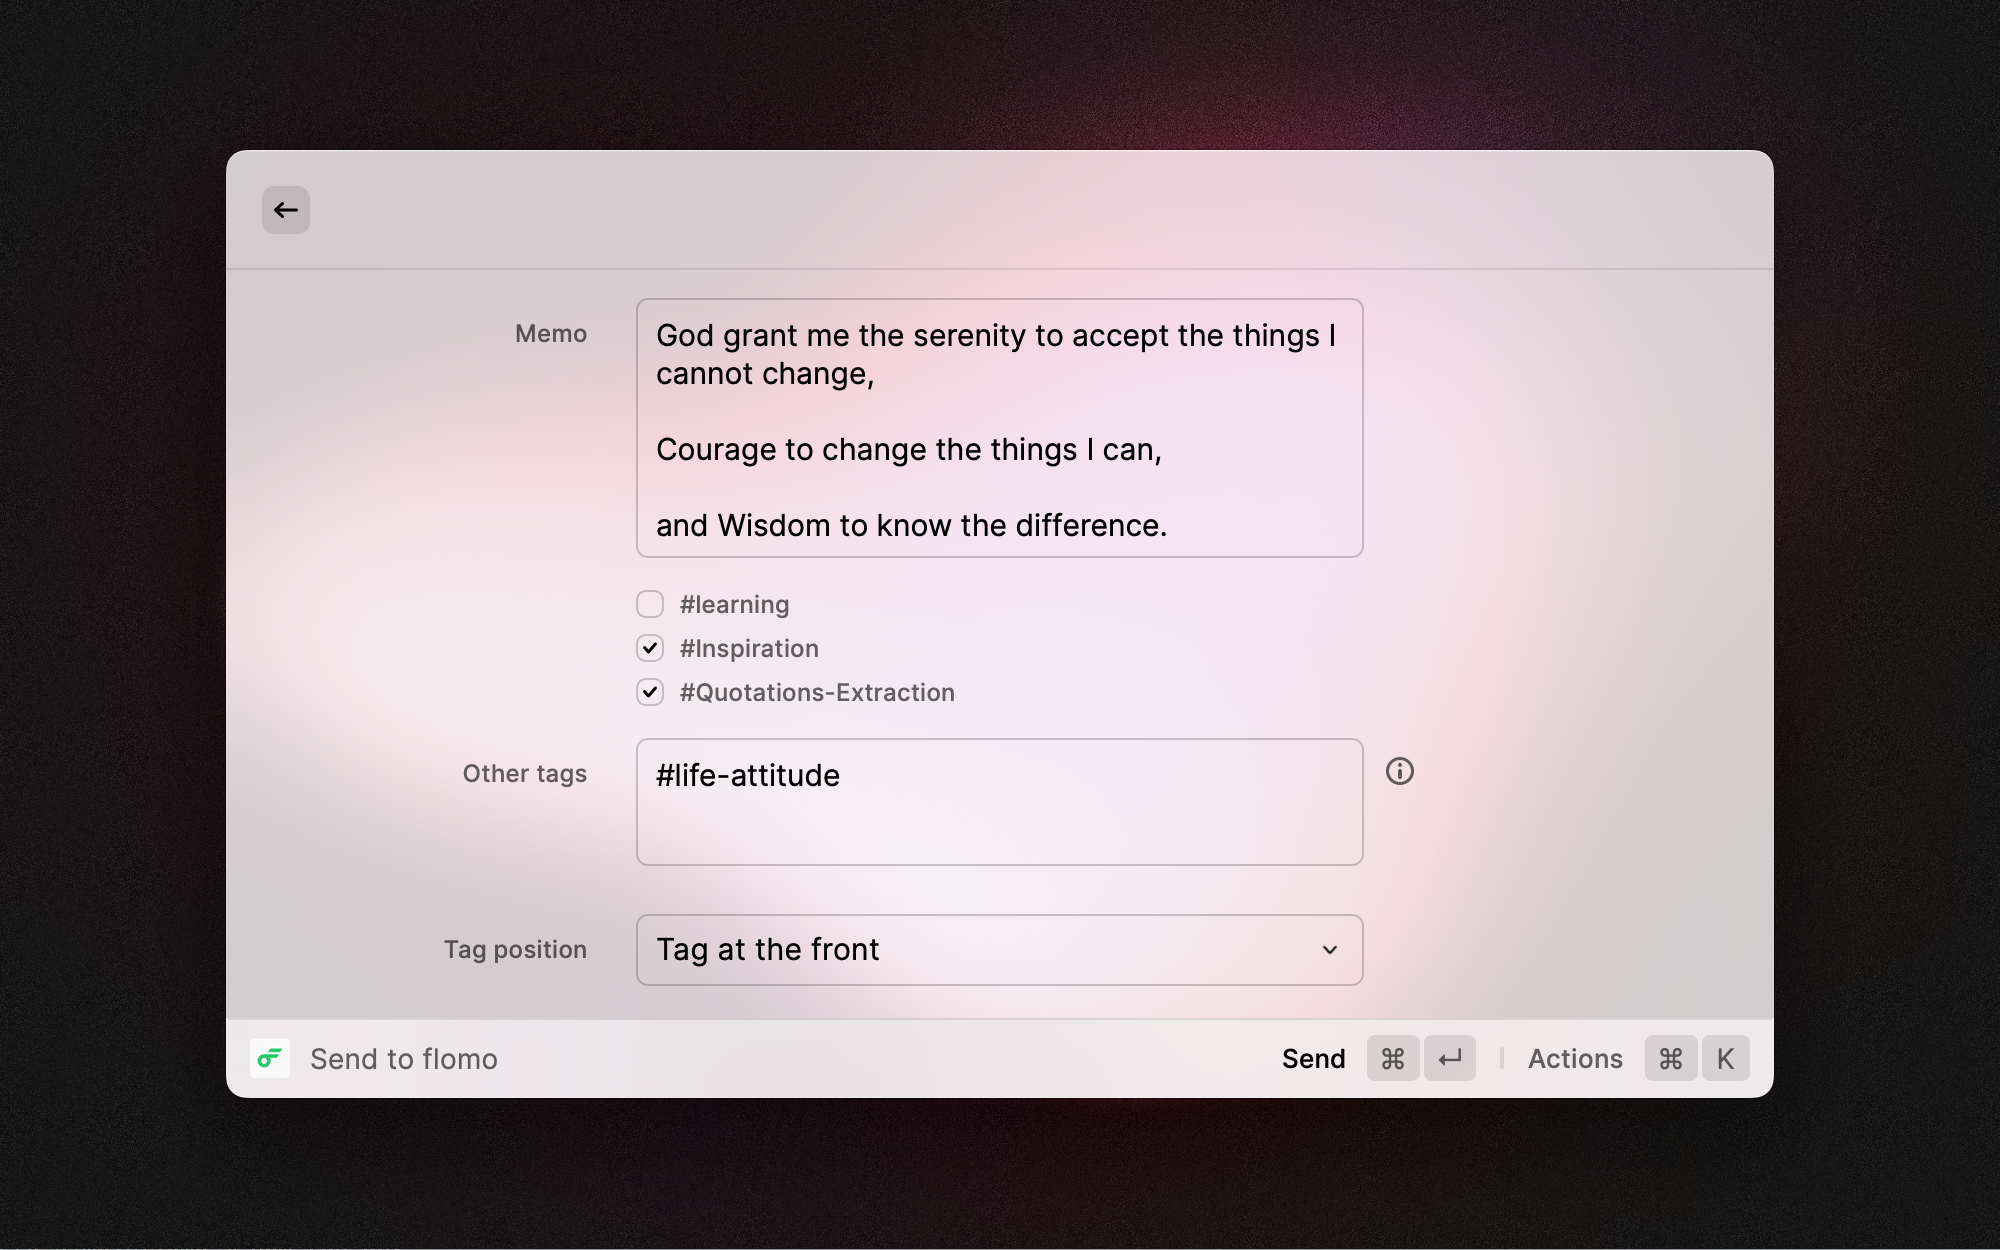 Memo
God grant me the serenity to accept the things I
cannot change,
Courage to change the things I can,
and Wisdom to know the difference.
#learning
#Inspiration
#Quotations-Extraction
Other tags
#life-attitude
Tag position
Tag at the front
Send to flomo
Send ⌘ ↵ Actions ⌘ K